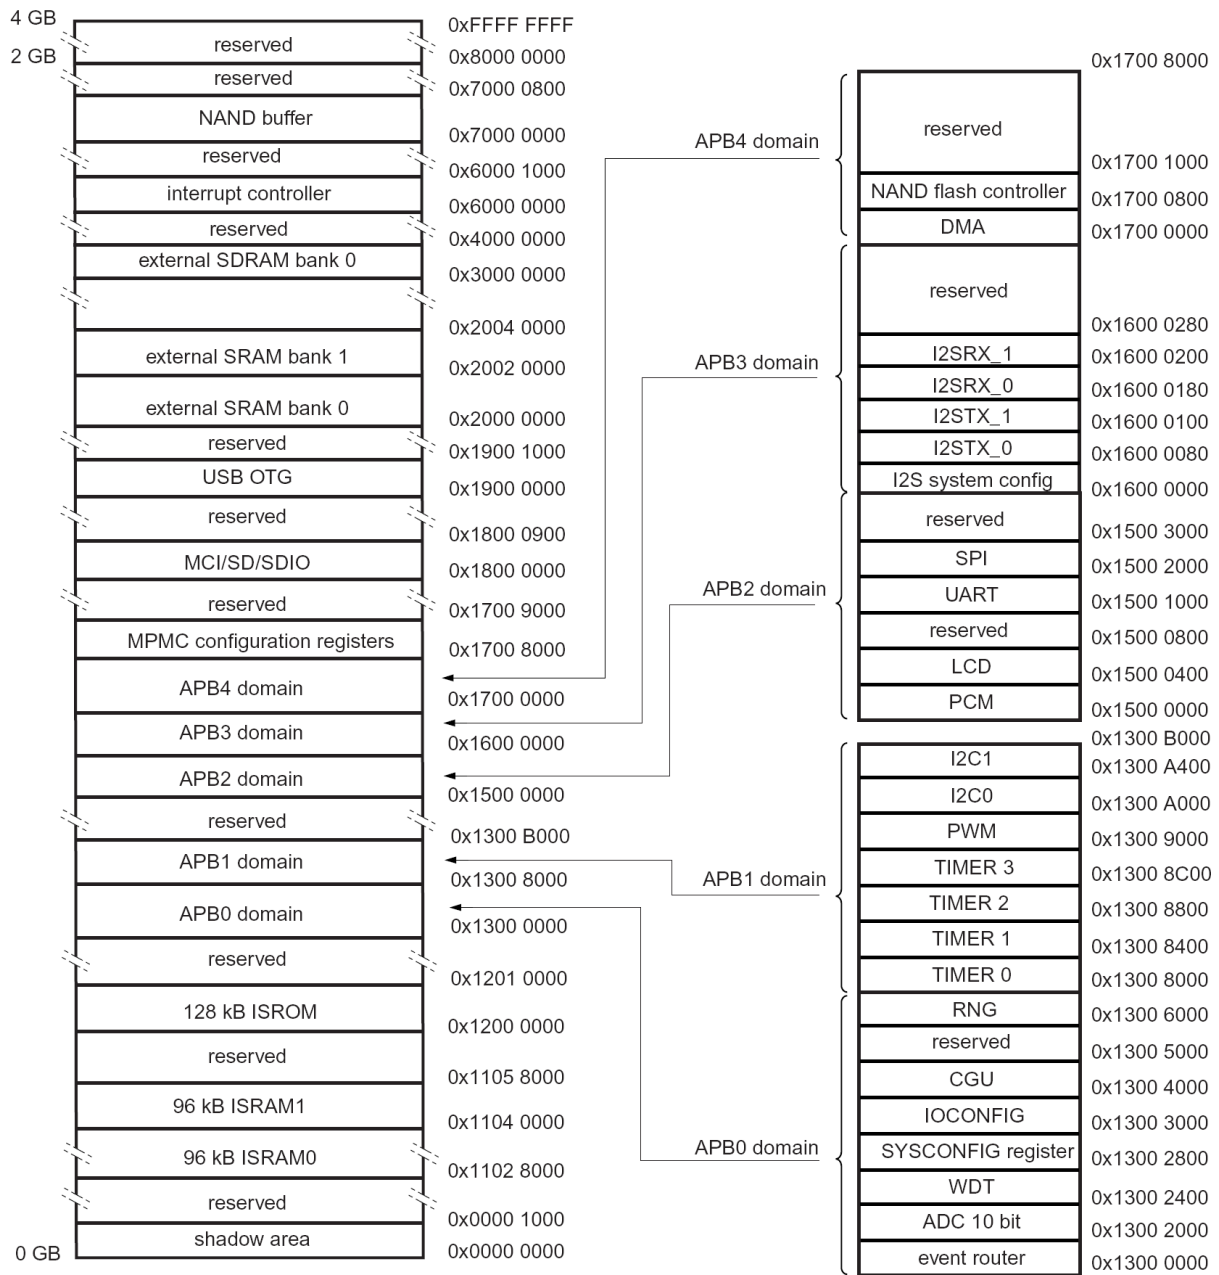 4 GB
0xFFFF FFFF
reserved
2 GB
0x8000 0000
reserved
0x7000 0800
NAND buffer
0x7000 0000
reserved
0x6000 1000
interrupt controller
0x6000 0000
reserved
0x4000 0000
external SDRAM bank 0
0x3000 0000
0x2004 0000
external SRAM bank 1
0x2002 0000
external SRAM bank 0
0x2000 0000
reserved
0x1900 1000
USB OTG
0x1900 0000
reserved
0x1800 0900
MCI/SD/SDIO
0x1800 0000
reserved
0x1700 9000
MPMC configuration registers
0x1700 8000
APB4 domain
0x1700 0000
APB3 domain
0x1600 0000
APB2 domain
0x1500 0000
reserved
0x1300 B000
APB1 domain
0x1300 8000
APB0 domain
0x1300 0000
reserved
0x1201 0000
128 kB ISROM
0x1200 0000
reserved
0x1105 8000
96 kB ISRAM1
0x1104 0000
96 kB ISRAM0
0x1102 8000
reserved
0x0000 1000
shadow area
0 GB
0x0000 0000
0x1700 8000
APB4 domain
reserved
0x1700 1000
NAND flash controller
0x1700 0800
DMA
0x1700 0000
APB3 domain
reserved
0x1600 0280
I2SRX_1
0x1600 0200
I2SRX_0
0x1600 0180
I2STX_1
0x1600 0100
I2STX_0
0x1600 0080
I2S system config
0x1600 0000
APB2 domain
reserved
0x1500 3000
SPI
0x1500 2000
UART
0x1500 1000
reserved
0x1500 0800
LCD
0x1500 0400
PCM
0x1500 0000
0x1300 B000
APB1 domain
I2C1
0x1300 A400
I2C0
0x1300 A000
PWM
0x1300 9000
TIMER 3
0x1300 8C00
TIMER 2
0x1300 8800
TIMER 1
0x1300 8400
TIMER 0
0x1300 8000
APB0 domain
RNG
0x1300 6000
reserved
0x1300 5000
CGU
0x1300 4000
IOCONFIG
0x1300 3000
SYSCONFIG register
0x1300 2800
WDT
0x1300 2400
ADC 10 bit
0x1300 2000
event router
0x1300 0000